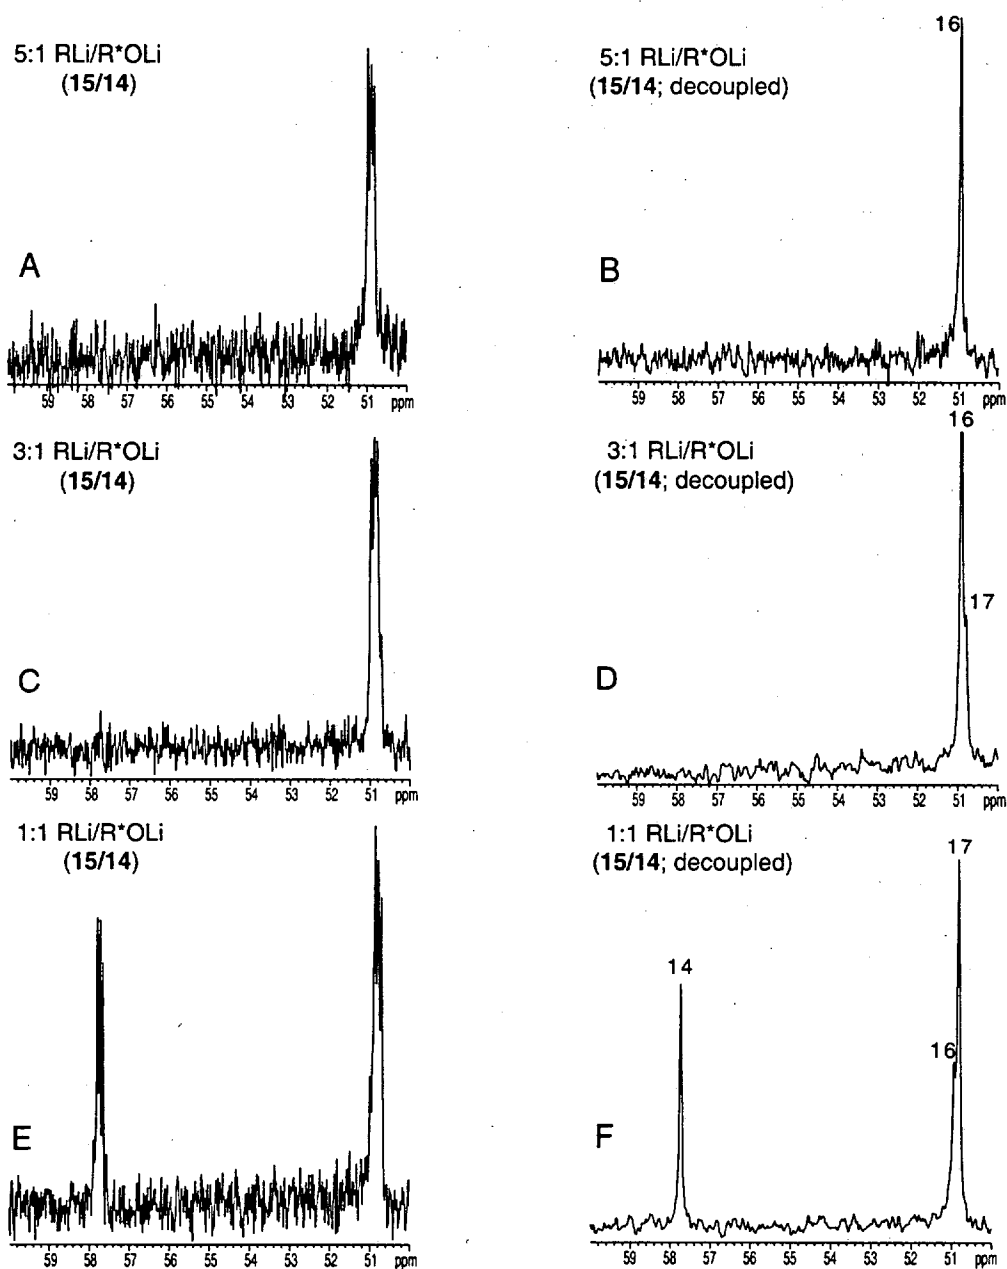 5:1 RLi/R*OLi
(15/14)
A
59 58 57 56 55 54 53 52 51 ppm
16
5:1 RLi/R*OLi
(15/14; decoupled)
B
59 58 57 56 55 54 53 52 51 ppm
3:1 RLi/R*OLi
(15/14)
C
59 58 57 56 55 54 53 52 51 ppm
16
3:1 RLi/R*OLi
(15/14; decoupled)
17
D
59 58 57 56 55 54 53 52 51 ppm
1:1 RLi/R*OLi
(15/14)
E
59 58 57 56 55 54 53 52 51 ppm
1:1 RLi/R*OLi
(15/14; decoupled)
17
14
16
F
59 58 57 56 55 54 53 52 51 ppm